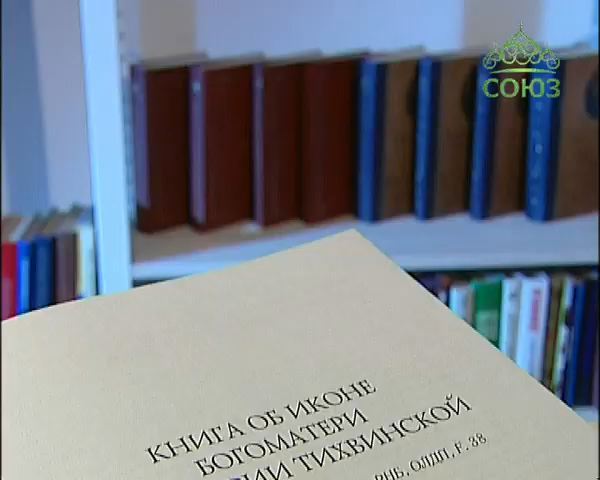 СОЮЗ
КНИГА ОБ ИКОНЕ
БОГОМАТЕРИ
ТИХВИНСКОЙ
РНБ, ОЛДП, F. 38